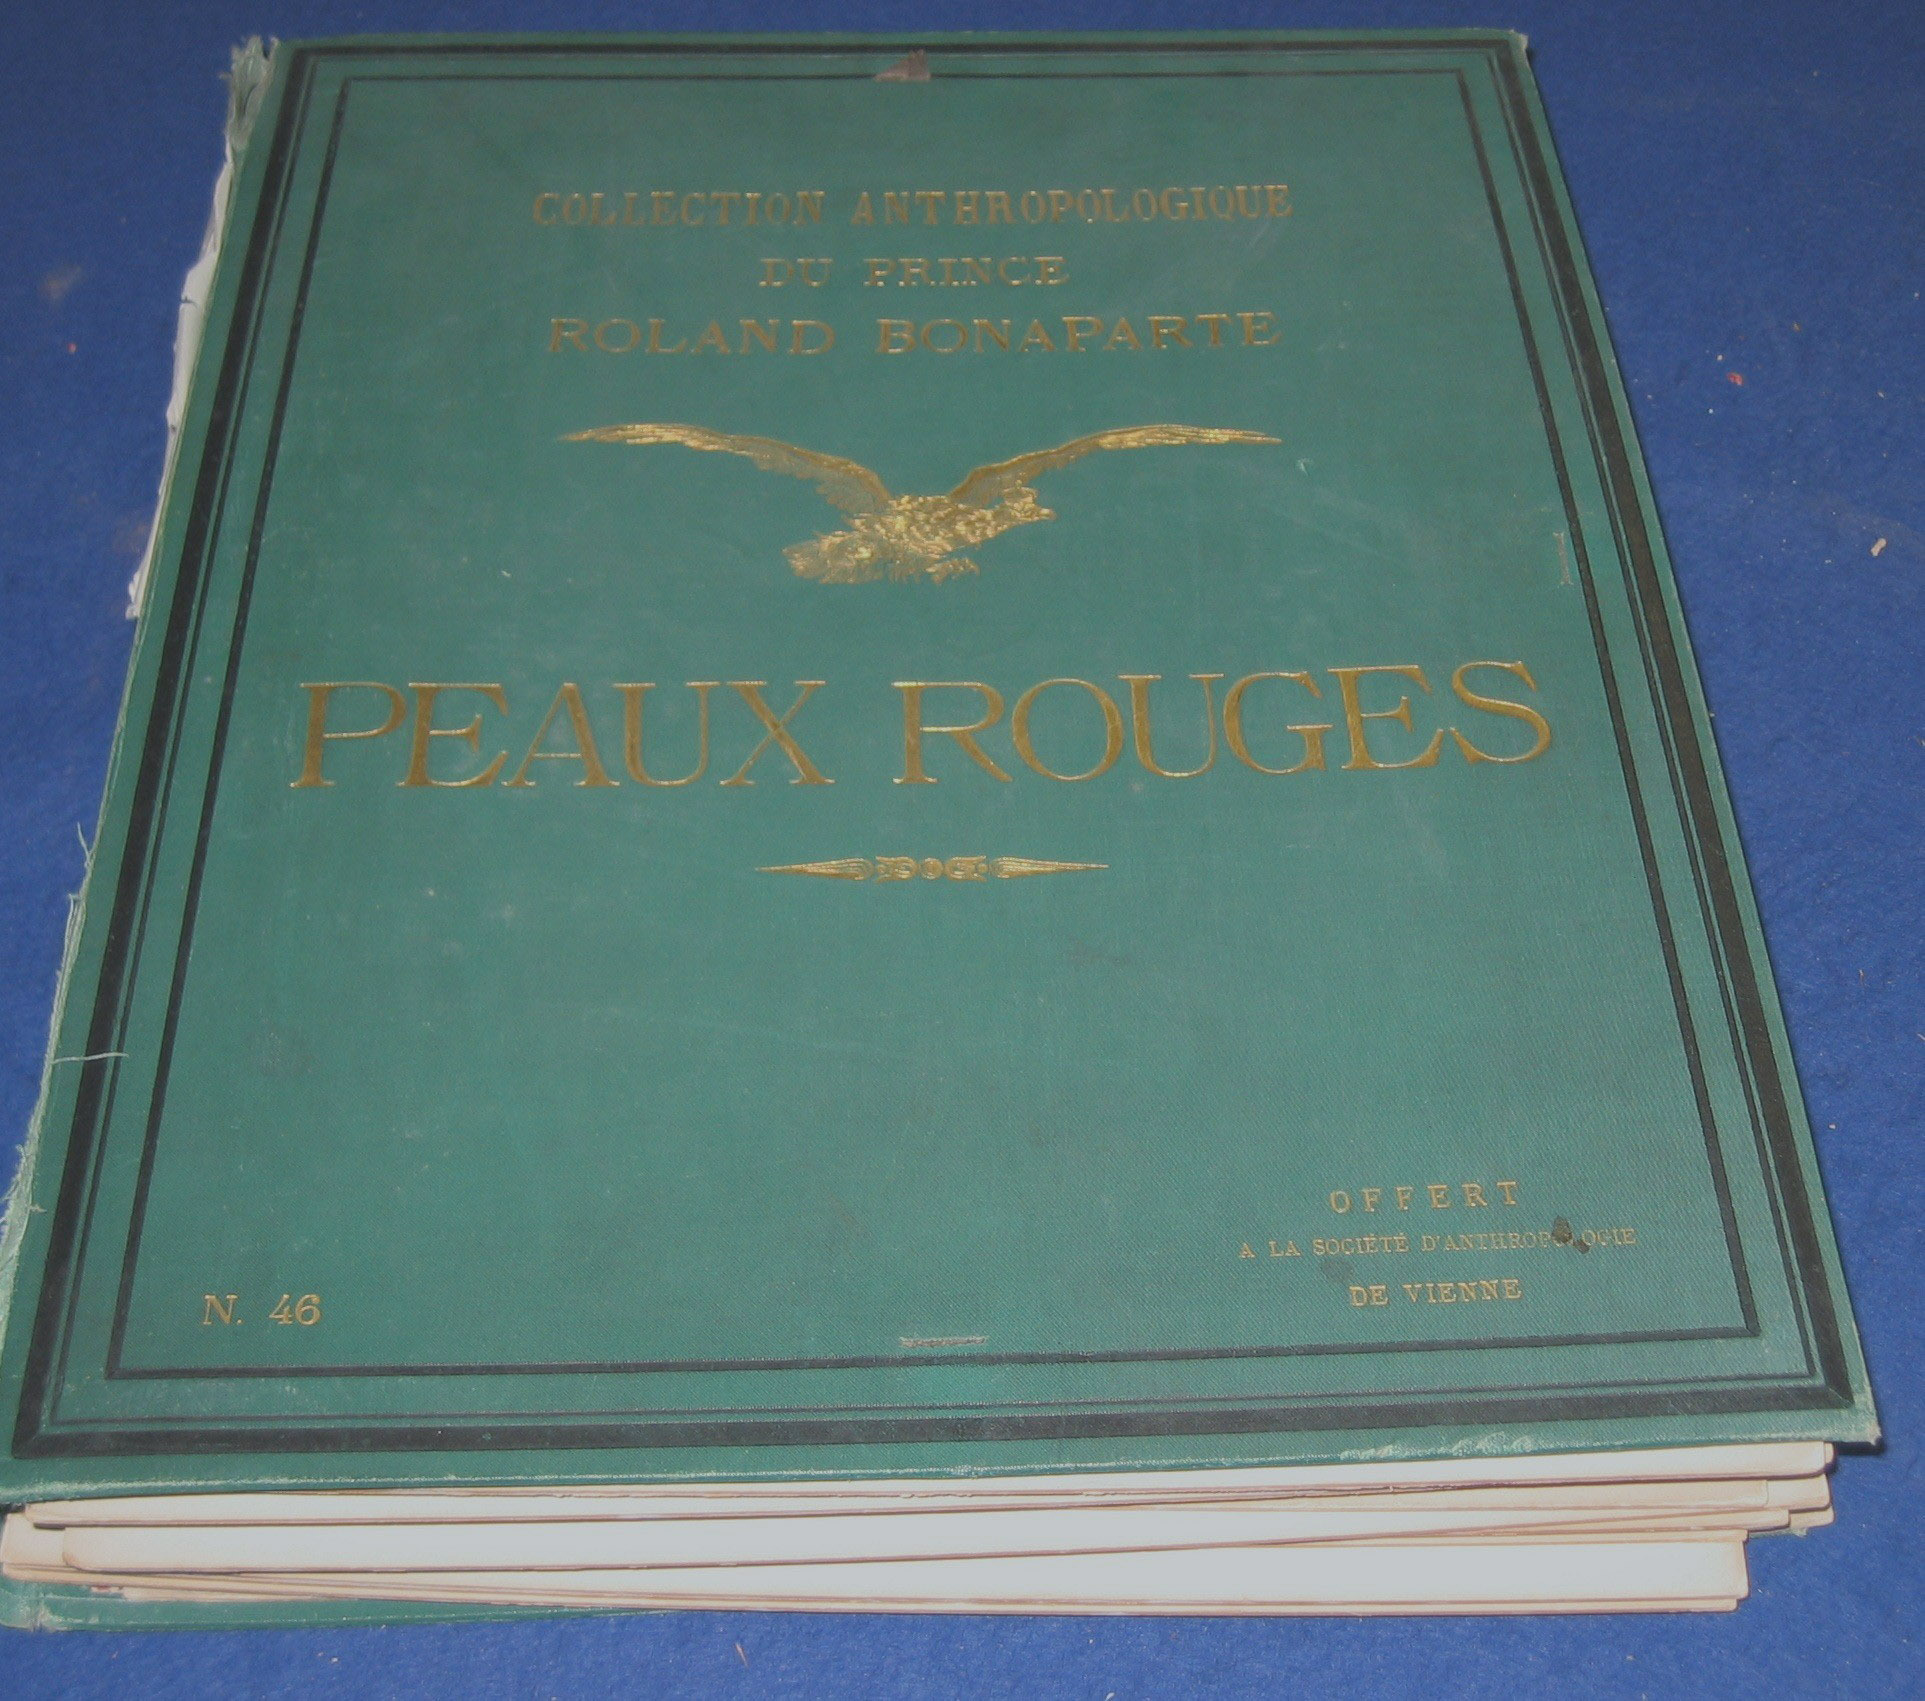 COLLECTION ANTHROPOLOGIQUE
DU PRINCE
ROLAND BONAPARTE
PEAUX ROUGES
OFFERT
A LA SOCIÉTÉ D'ANTHROPOLOGIE
DE VIENNE
N. 46